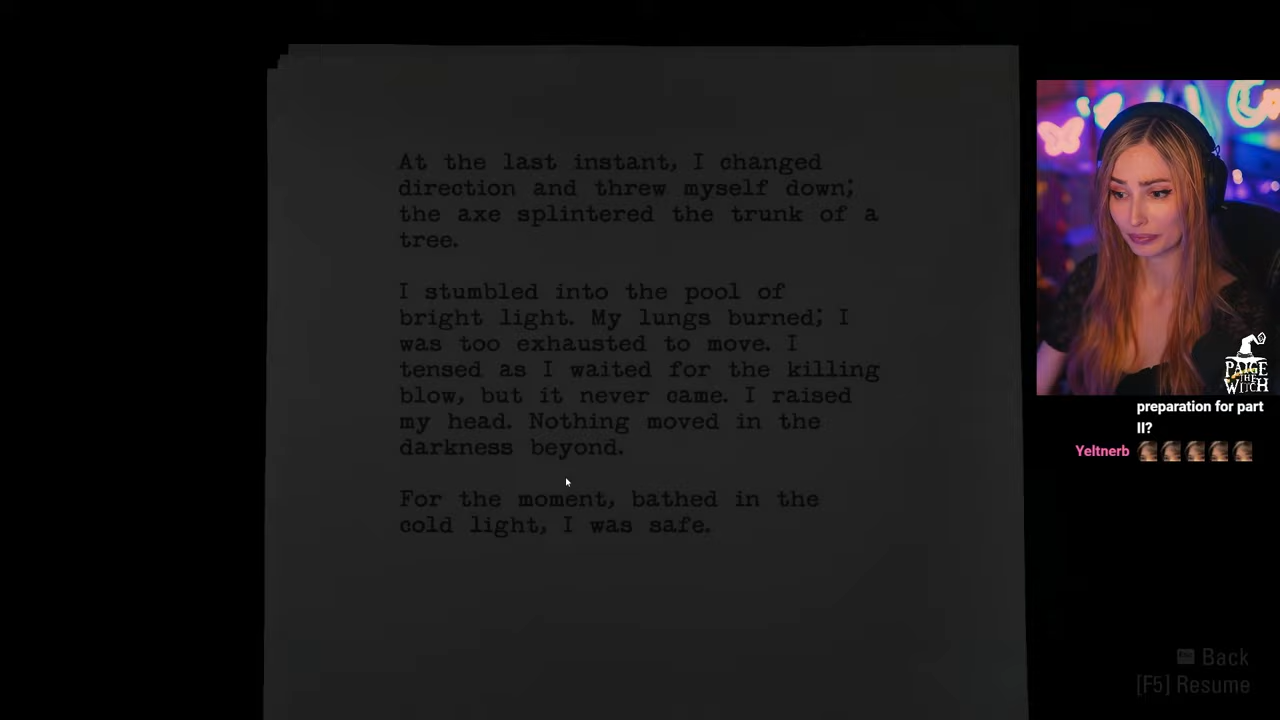 At the last instant, I changed
direction and threw myself down;
the axe splintered the trunk of a
tree.
I stumbled into the pool of
bright light. My lungs burned; I
was too exhausted to move. I
tensed as I waited for the killing
blow, but it never came. I raised
my head. Nothing moved in the
darkness beyond.
For the moment, bathed in the
cold light, I was safe.
PAIGE
THE
WITCH
preparation for part
II?
Yeltnerb
Esc Back
[F5] Resume